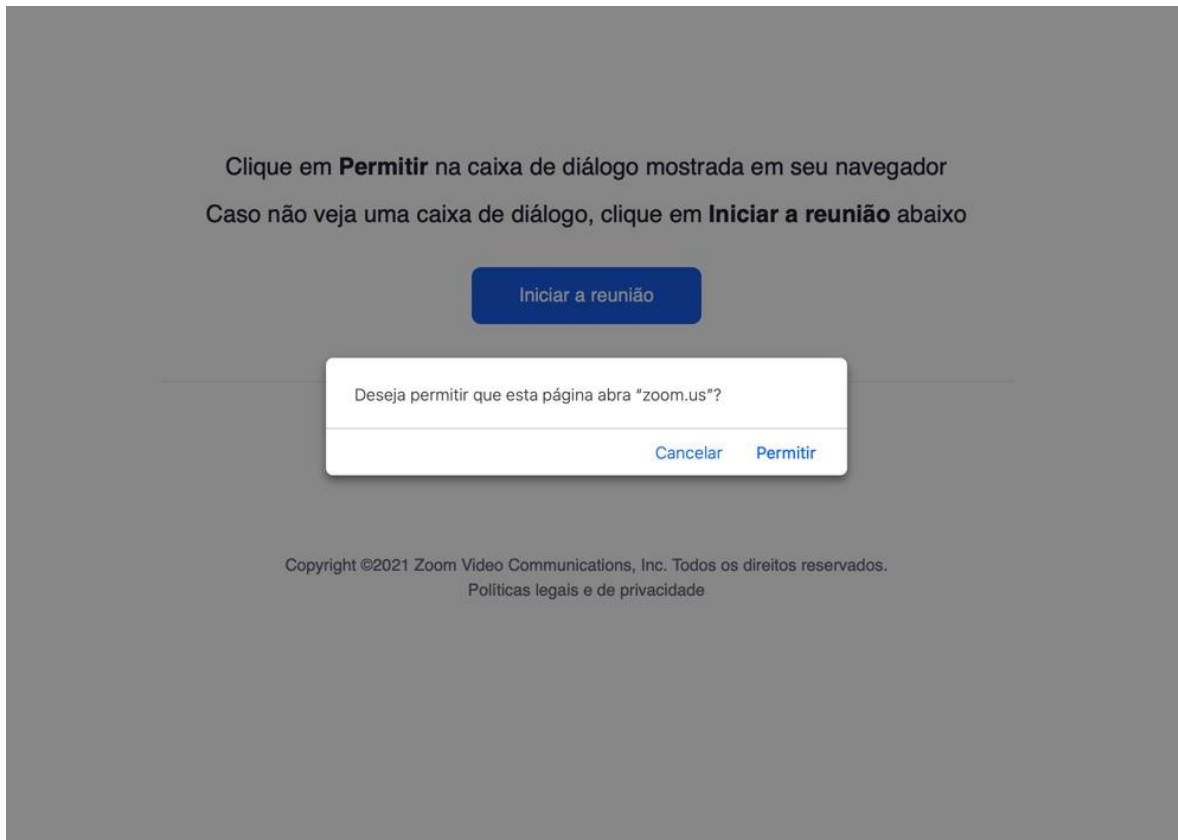 Clique em Permitir na caixa de diálogo mostrada em seu navegador
Caso não veja uma caixa de diálogo, clique em Iniciar a reunião abaixo
Iniciar a reunião
Deseja permitir que esta página abra “zoom.us”?
Cancelar Permitir
Copyright ©2021 Zoom Video Communications, Inc. Todos os direitos reservados.
Políticas legais e de privacidade